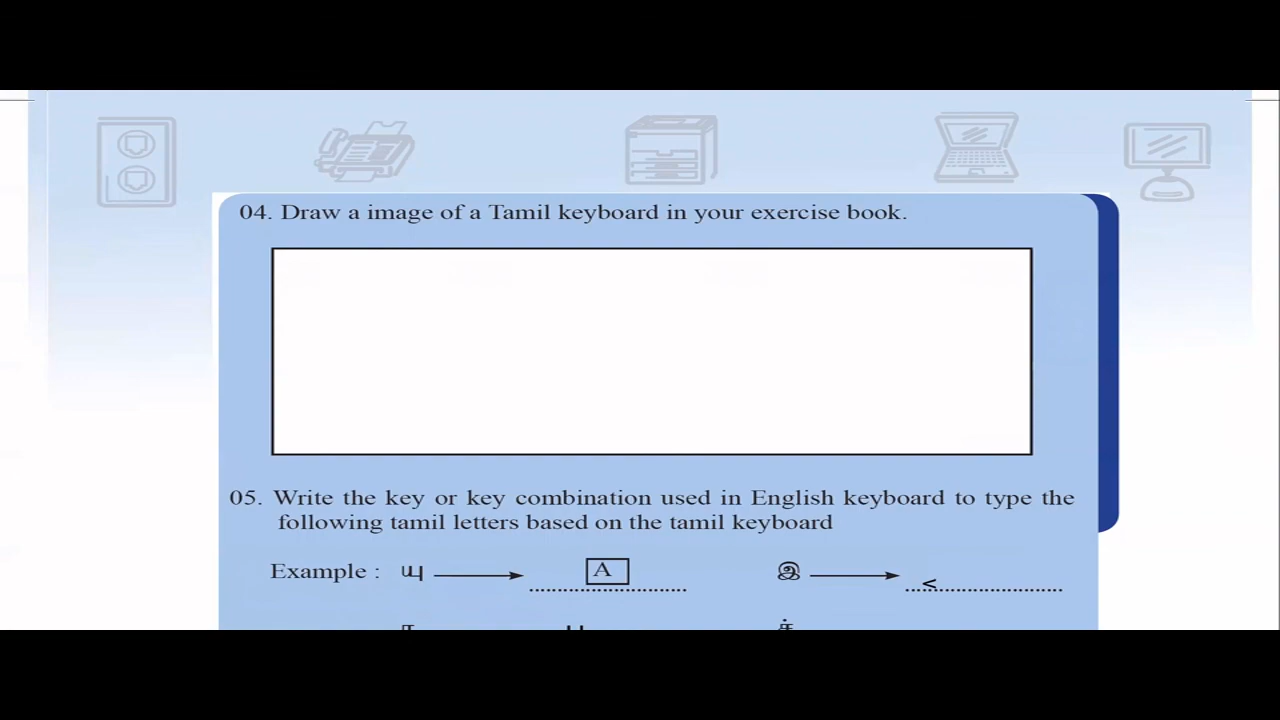 04. Draw a image of a Tamil keyboard in your exercise book.
05. Write the key or key combination used in English keyboard to type the
following tamil letters based on the tamil keyboard
Example : யு A இ <